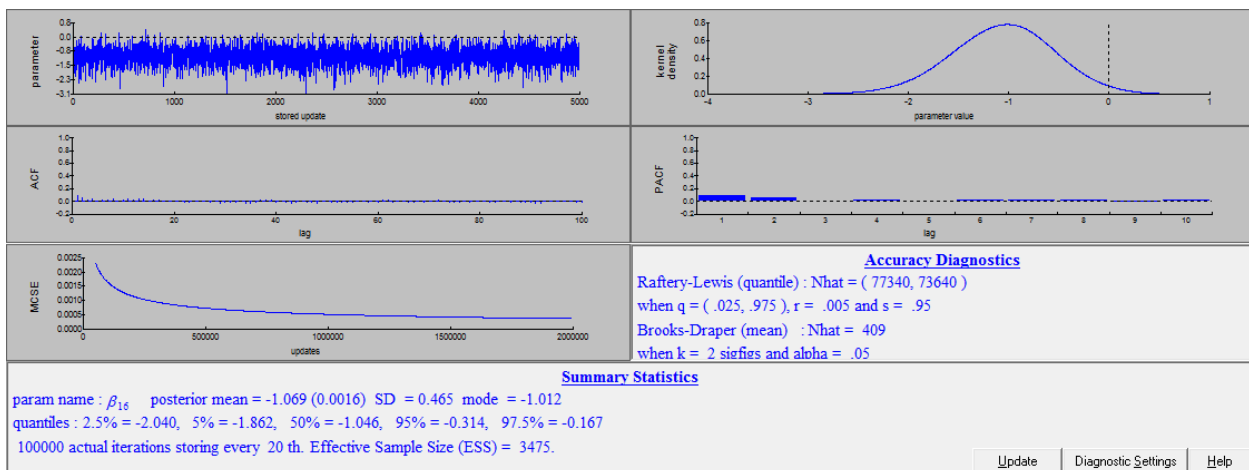 parameter
0.8
0.0
-0.8
-1.5
-2.3
-3.1
0 1000 2000 3000 4000 5000
stored update
kernel
density
0.8
0.6
0.4
0.2
0.0
-4 -3 -2 -1 0 1
parameter value
ACF
1.0
0.8
0.6
0.4
0.2
0.0
-0.2
0 20 40 60 80 100
lag
PACF
1.0
0.8
0.6
0.4
0.2
0.0
-0.2
1 2 3 4 5 6 7 8 9 10
lag
MCSE
0.0025
0.0020
0.0015
0.0010
0.0005
0.0000
0 500000 1000000 1500000 2000000
updates
Accuracy Diagnostics
Raftery-Lewis (quantile) : Nhat = ( 77340, 73640 )
when q = ( .025, .975 ), r = .005 and s = .95
Brooks-Draper (mean) : Nhat = 409
when k = 2 sigfigs and alpha = .05
Summary Statistics
param name : β16 posterior mean = -1.069 (0.0016) SD = 0.465 mode = -1.012
quantiles : 2.5% = -2.040, 5% = -1.862, 50% = -1.046, 95% = -0.314, 97.5% = -0.167
100000 actual iterations storing every 20 th. Effective Sample Size (ESS) = 3475.
Update Diagnostic Settings Help